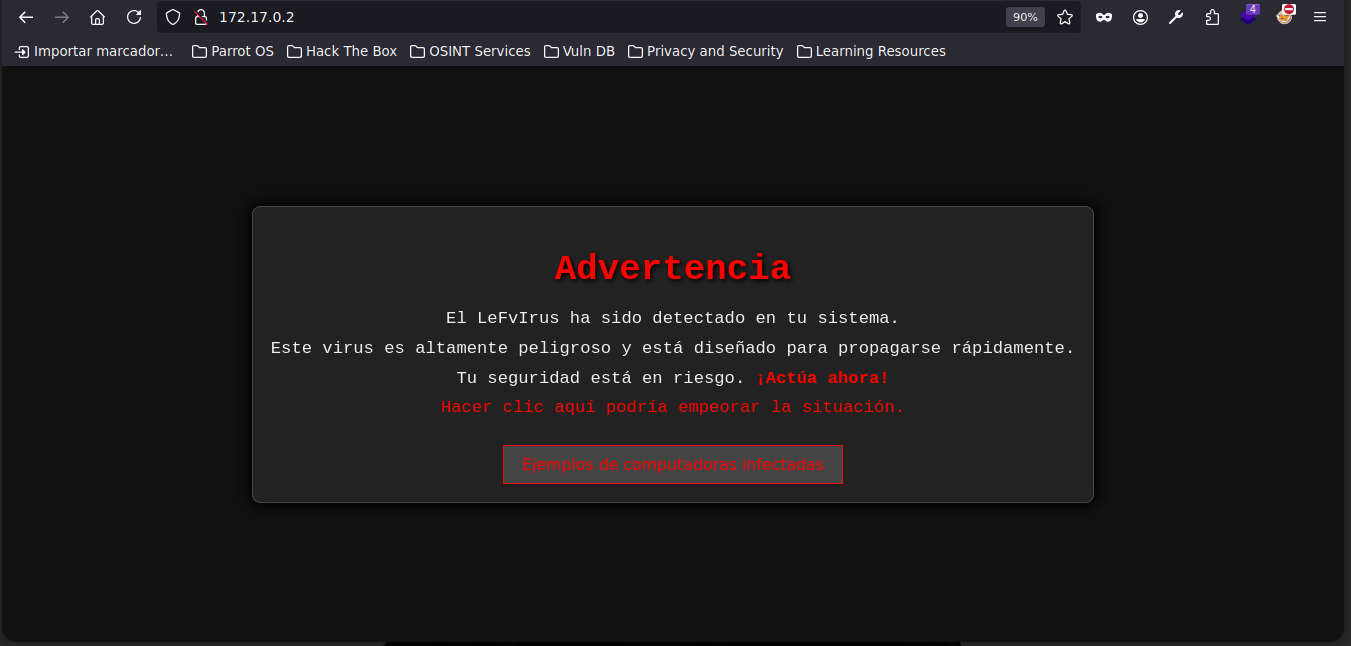 172.17.0.2 90% 4
Importar marcador... Parrot OS Hack The Box OSINT Services Vuln DB Privacy and Security Learning Resources
Advertencia
El LeFvIrus ha sido detectado en tu sistema.
Este virus es altamente peligroso y está diseñado para propagarse rápidamente.
Tu seguridad está en riesgo. ¡Actúa ahora!
Hacer clic aquí podría empeorar la situación.
Ejemplos de computadoras infectadas